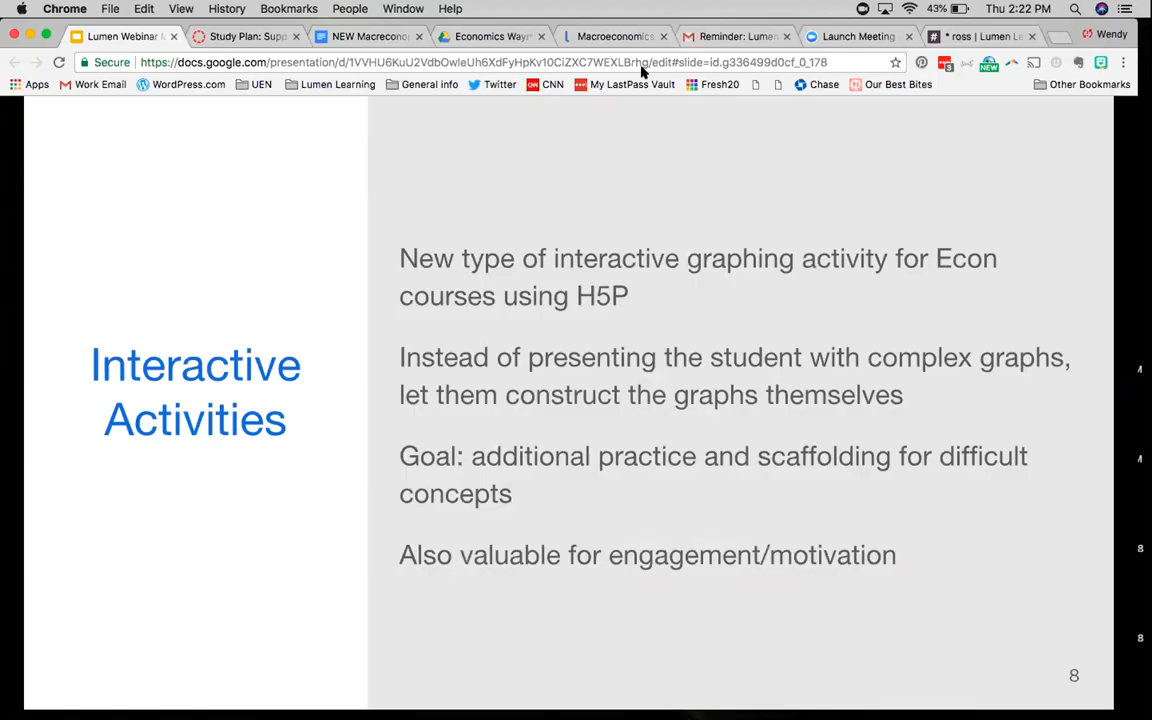 Chrome File Edit View History Bookmarks People Window Help 43% Thu 2:22 PM
Lumen Webinar M Study Plan: Supp NEW Macrecono Economics Waym Macroeconomics Reminder: Lumen Launch Meeting * ross | Lumen L Wendy
Secure https://docs.google.com/presentation/d/1VVHU6KuU2VdbOwleUh6XdFyHpKv10CiZXC7WEXLBrhg/edit#slide=id.g336499d0cf_0_178
Apps Work Email WordPress.com UEN Lumen Learning General info Twitter CNN My LastPass Vault Fresh20 Chase Our Best Bites Other Bookmarks
Interactive
Activities
New type of interactive graphing activity for Econ
courses using H5P
Instead of presenting the student with complex graphs,
let them construct the graphs themselves
Goal: additional practice and scaffolding for difficult
concepts
Also valuable for engagement/motivation
8
8
8